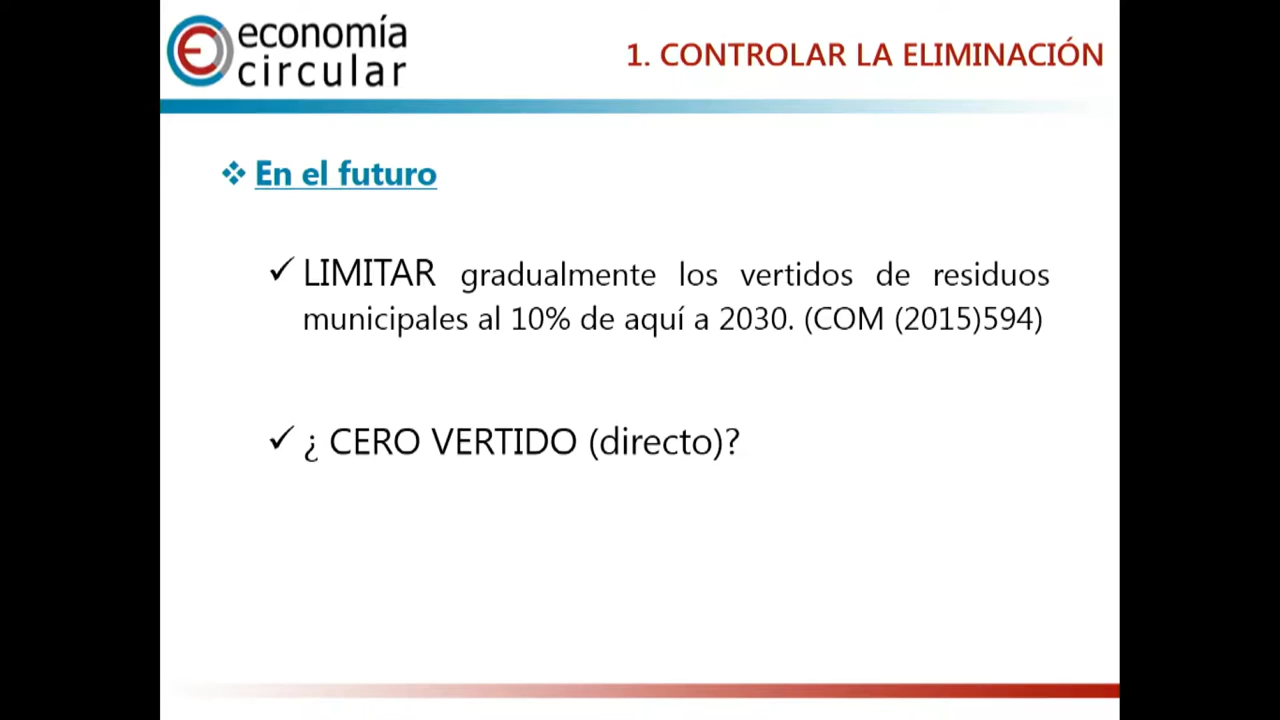 economía
circular
1. CONTROLAR LA ELIMINACIÓN
En el futuro
LIMITAR gradualmente los vertidos de residuos
municipales al 10% de aquí a 2030. (COM (2015)594)
¿ CERO VERTIDO (directo)?